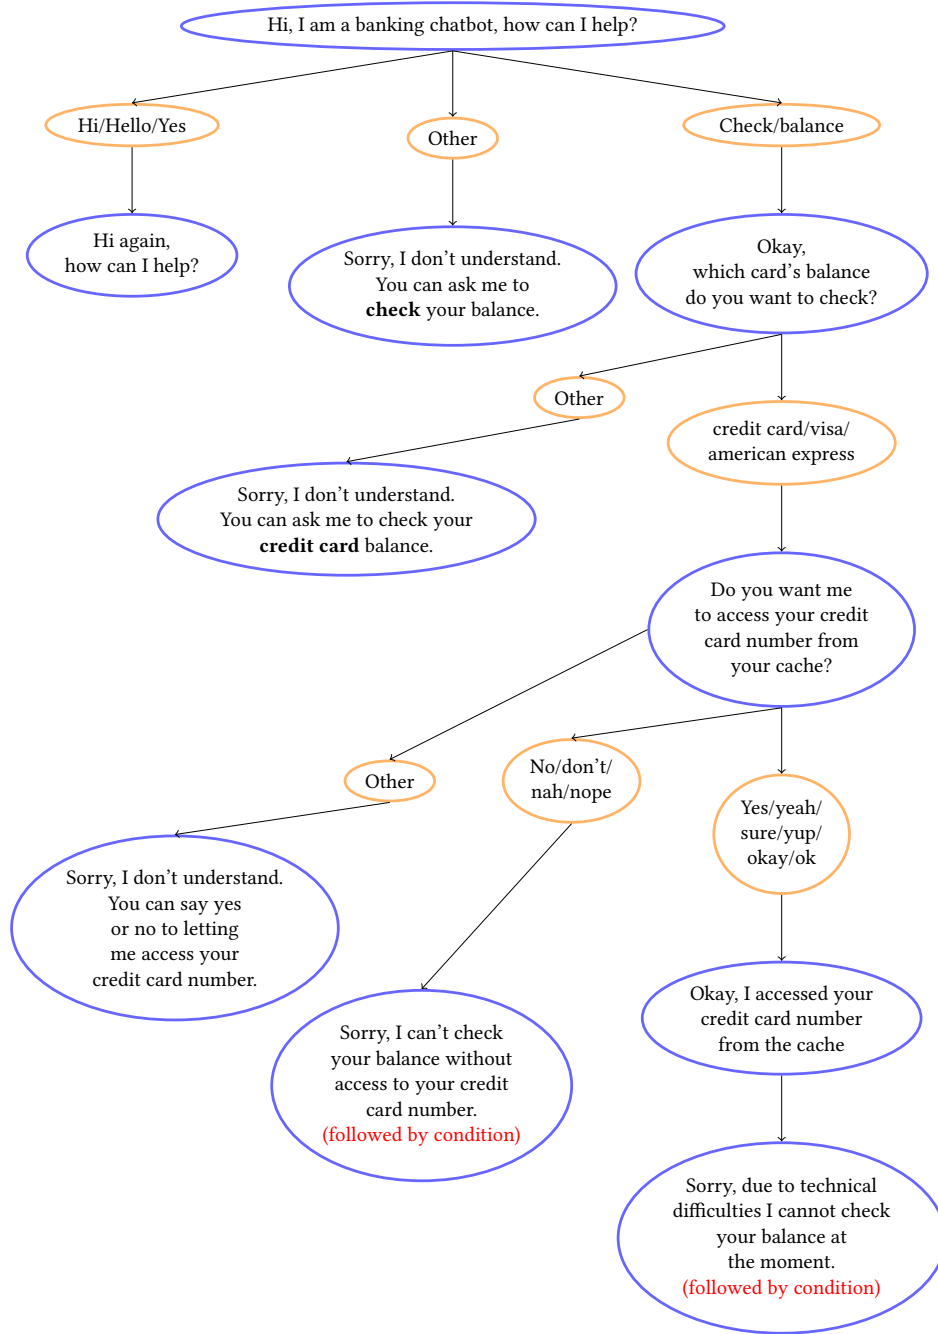 Hi, I am a banking chatbot, how can I help?
Hi/Hello/Yes
Other
Check/balance
Hi again,
how can I help?
Sorry, I don't understand.
You can ask me to
check your balance.
Okay,
which card's balance
do you want to check?
Other
credit card/visa/
american express
Sorry, I don't understand.
You can ask me to check your
credit card balance.
Do you want me
to access your credit
card number from
your cache?
Other
No/don't/
nah/nope
Yes/yeah/
sure/yup/
okay/ok
Sorry, I don't understand.
You can say yes
or no to letting
me access your
credit card number.
Sorry, I can't check
your balance without
access to your credit
card number.
(followed by condition)
Okay, I accessed your
credit card number
from the cache
Sorry, due to technical
difficulties I cannot check
your balance at
the moment.
(followed by condition)